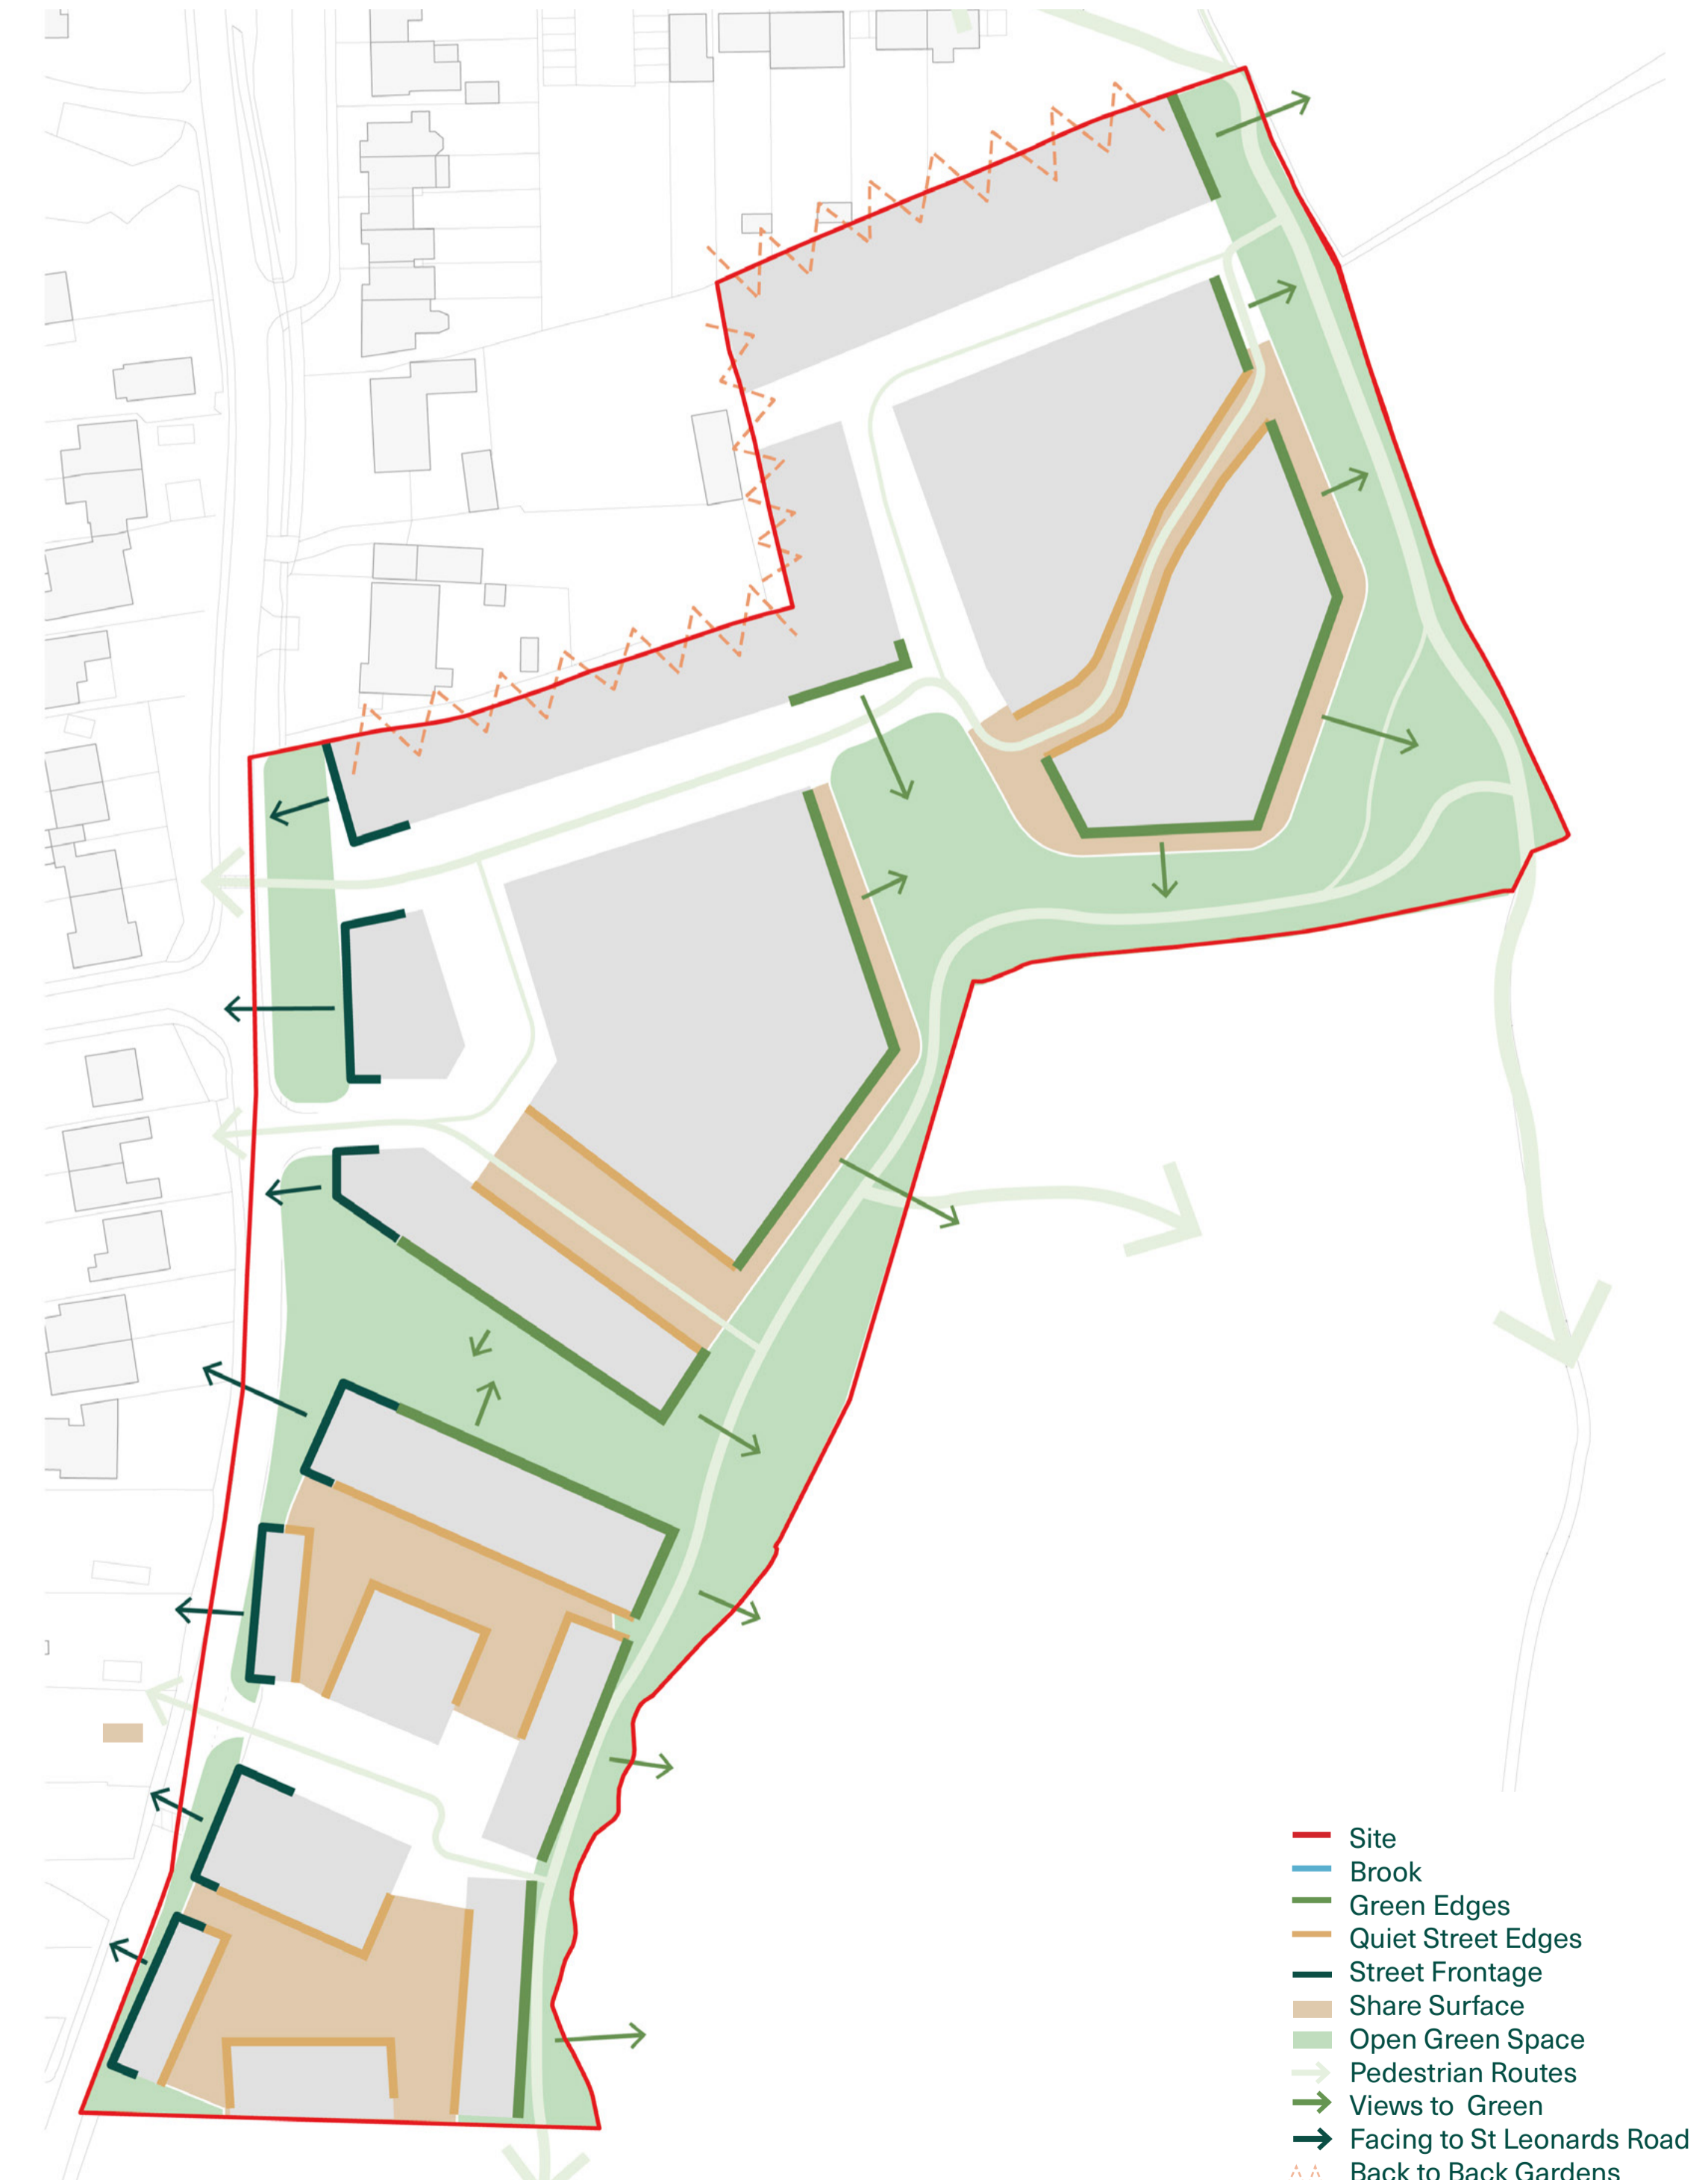 Site
Brook
Green Edges
Quiet Street Edges
Street Frontage
Share Surface
Open Green Space
Pedestrian Routes
Views to Green
Facing to St Leonards Road
Back to Back Gardens